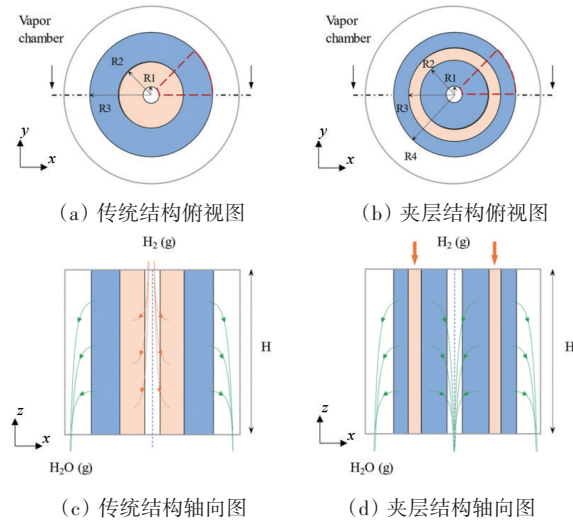 Vapor
chamber
R2
R1
R3
y
x
(a) 传统结构俯视图
Vapor
chamber
R2
R1
R3
R4
y
x
(b) 夹层结构俯视图
H2 (g)
H
z
x
H2O (g)
(c) 传统结构轴向图
H2 (g)
H
z
x
H2O (g)
(d) 夹层结构轴向图